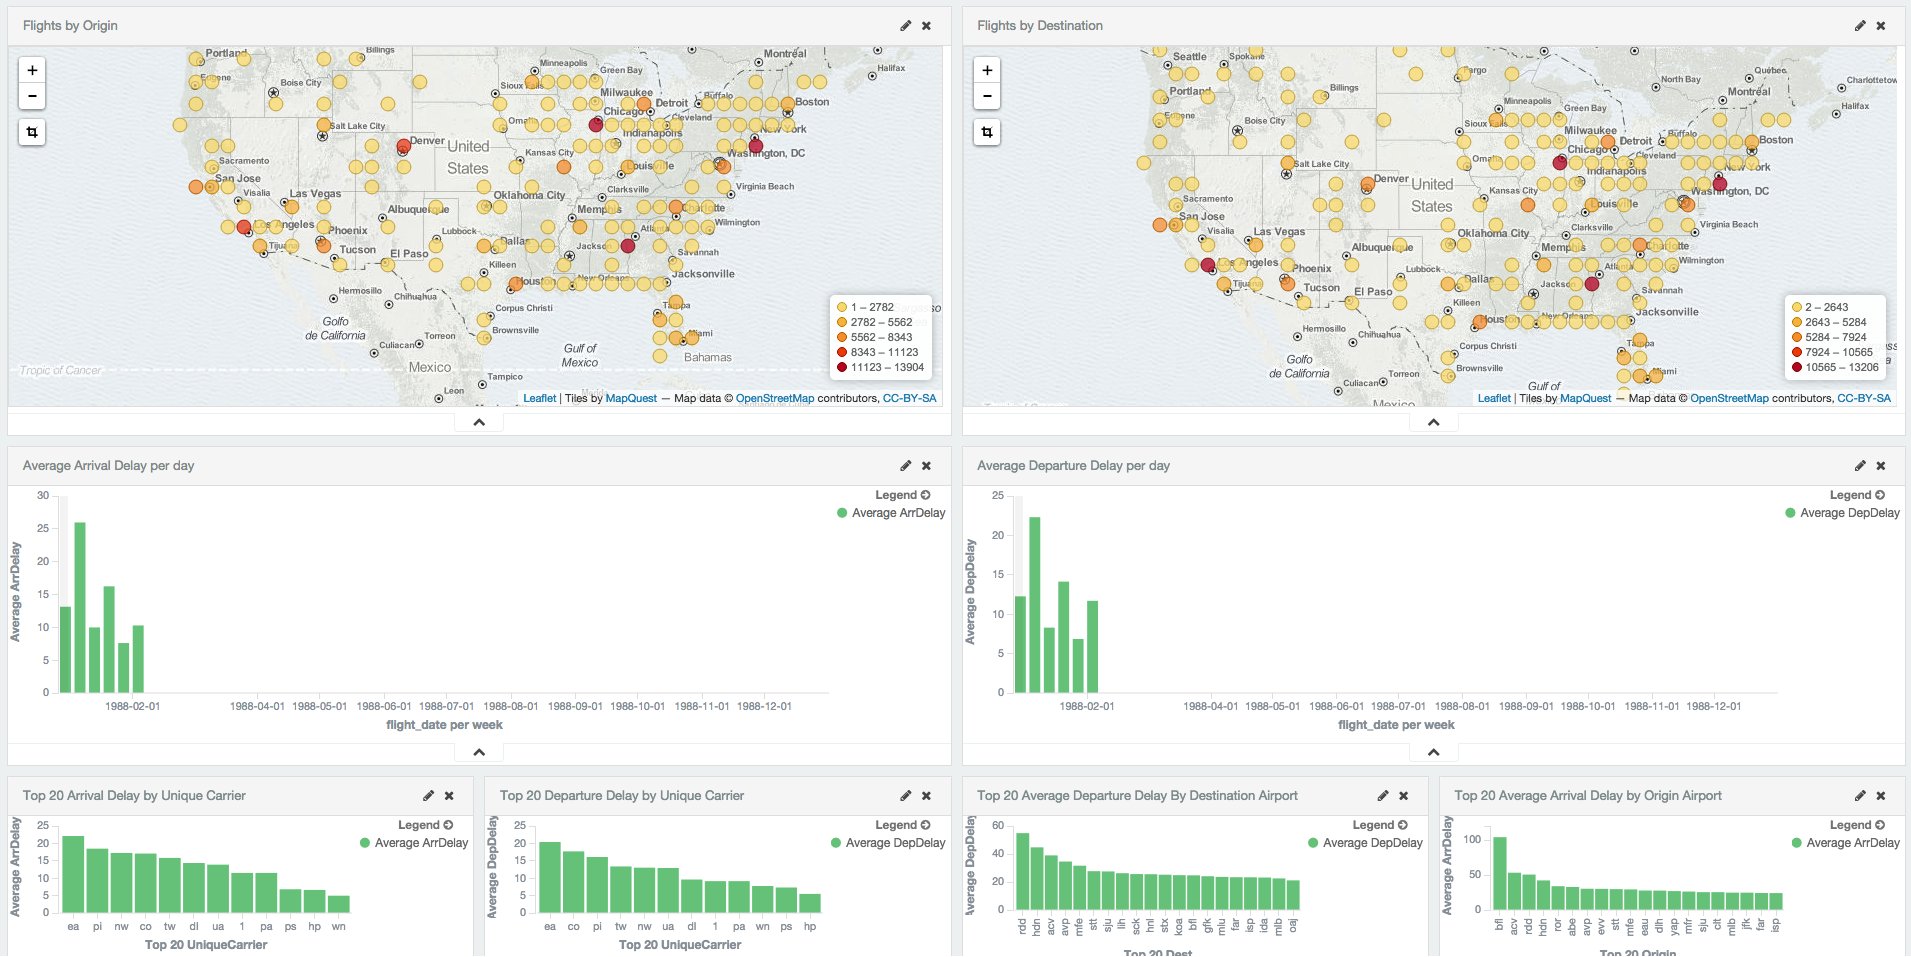 Flights by Origin
Portland
Billings
Montréal
Eugene
Boise City
Minneapolis
Green Bay
Halifax
Sioux Falls
Milwaukee
Detroit
Buffalo
Boston
Chicago
Cleveland
Omaha
Indianapolis
New York
Salt Lake City
Denver
United
States
Kansas City
Washington, DC
Sacramento
San Jose
Louisville
Visalia
Las Vegas
Oklahoma City
Clarksville
Virginia Beach
Albuquerque
Memphis
Charlotte
Los Angeles
Phoenix
Lubbock
Dallas
Atlanta
Wilmington
Tijuana
Tucson
El Paso
Jackson
Savannah
Killeen
New Orleans
Jacksonville
Hermosillo
Chihuahua
Houston
Corpus Christi
Tampa
Golfo
de California
Torreon
Brownsville
Miami
Culiacan
Gulf of
Mexico
Bahamas
Mexico
Tropic of Cancer
Tampico
Leon
1 – 2782
2782 – 5562
5562 – 8343
8343 – 11123
11123 – 13904
Leaflet | Tiles by MapQuest — Map data © OpenStreetMap contributors, CC-BY-SA
Flights by Destination
Seattle
Spokane
Fargo
North Bay
Québec
Charlottetow
Portland
Billings
Montréal
Halifax
Eugene
Boise City
Minneapolis
Green Bay
Sioux Falls
Milwaukee
Detroit
Buffalo
Chicago
Cleveland
Omaha
Indianapolis
New York
Salt Lake City
Denver
United
States
Kansas City
Washington, DC
San Jose
Louisville
Visalia
Las Vegas
Oklahoma City
Clarksville
Virginia Beach
Albuquerque
Memphis
Charlotte
Los Angeles
Phoenix
Lubbock
Dallas
Atlanta
Wilmington
Tijuana
Tucson
El Paso
Jackson
Savannah
Killeen
New Orleans
Jacksonville
Hermosillo
Chihuahua
Houston
Corpus Christi
Tampa
Golfo
de California
Torreon
Brownsville
Miami
Culiacan
Gulf of
Mexico
2 – 2643
2643 – 5284
5284 – 7924
7924 – 10565
10565 – 13206
Leaflet | Tiles by MapQuest — Map data © OpenStreetMap contributors, CC-BY-SA
Average Arrival Delay per day
Legend
Average ArrDelay
Average ArrDelay
30
25
20
15
10
5
0
1988-02-01 1988-04-01 1988-05-01 1988-06-01 1988-07-01 1988-08-01 1988-09-01 1988-10-01 1988-11-01 1988-12-01
flight_date per week
Average Departure Delay per day
Legend
Average DepDelay
Average DepDelay
25
20
15
10
5
0
1988-02-01 1988-04-01 1988-05-01 1988-06-01 1988-07-01 1988-08-01 1988-09-01 1988-10-01 1988-11-01 1988-12-01
flight_date per week
Top 20 Arrival Delay by Unique Carrier
Legend
Average ArrDelay
Average ArrDelay
25
20
15
10
5
0
ea pi nw co tw dl ua 1 pa ps hp wn
Top 20 UniqueCarrier
Top 20 Departure Delay by Unique Carrier
Legend
Average DepDelay
Average DepDelay
25
20
15
10
5
0
ea co pi tw nw ua dl 1 pa wn ps hp
Top 20 UniqueCarrier
Top 20 Average Departure Delay By Destination Airport
Legend
Average DepDelay
Average DepDelay
60
40
20
0
rdd hdn acv avp mfe stt sju lih sck hnl stx koa bfl gfk mlu far isp ida mlb oaj
Top 20 Dest
Top 20 Average Arrival Delay by Origin Airport
Legend
Average ArrDelay
Average ArrDelay
100
50
0
bfl acv rdd hdn ror abe avp evv stt mfe eau dlh yap mfr sju clt mlb jfk far isp
Top 20 Origin